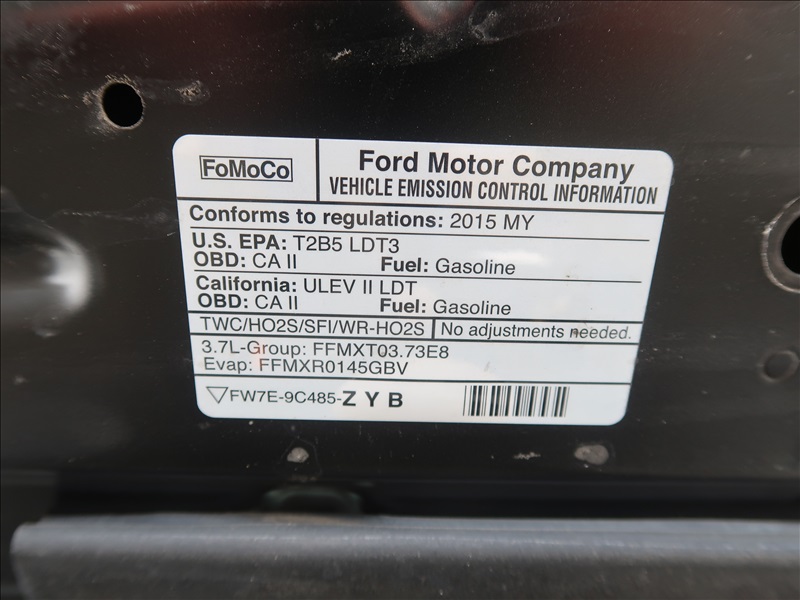 FoMoCo
Ford Motor Company
VEHICLE EMISSION CONTROL INFORMATION
Conforms to regulations: 2015 MY
U.S. EPA: T2B5 LDT3
OBD: CA II Fuel: Gasoline
California: ULEV II LDT
OBD: CA II Fuel: Gasoline
TWC/HO2S/SFI/WR-HO2S No adjustments needed.
3.7L-Group: FFMXT03.73E8
Evap: FFMXR0145GBV
FW7E-9C485-Z Y B